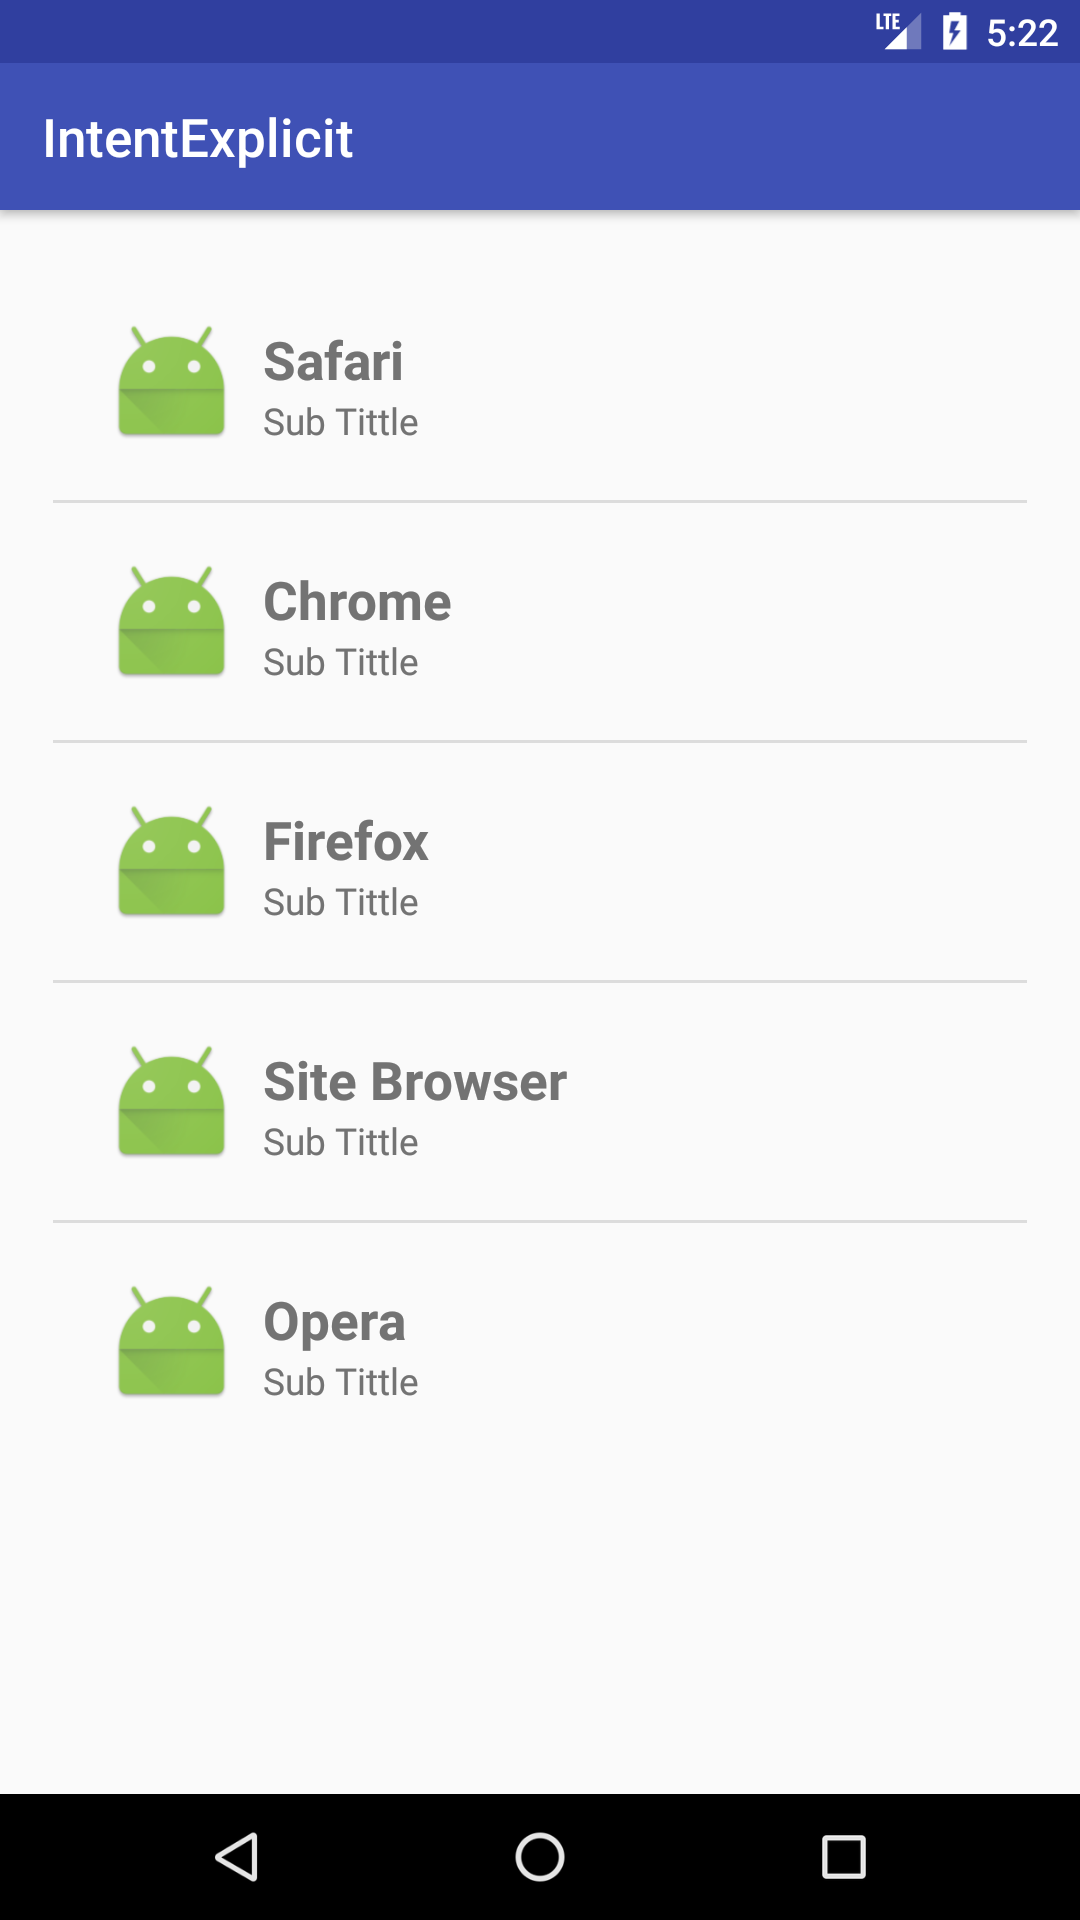 LTE 5:22
IntentExplicit
Safari
Sub Tittle
Chrome
Sub Tittle
Firefox
Sub Tittle
Site Browser
Sub Tittle
Opera
Sub Tittle